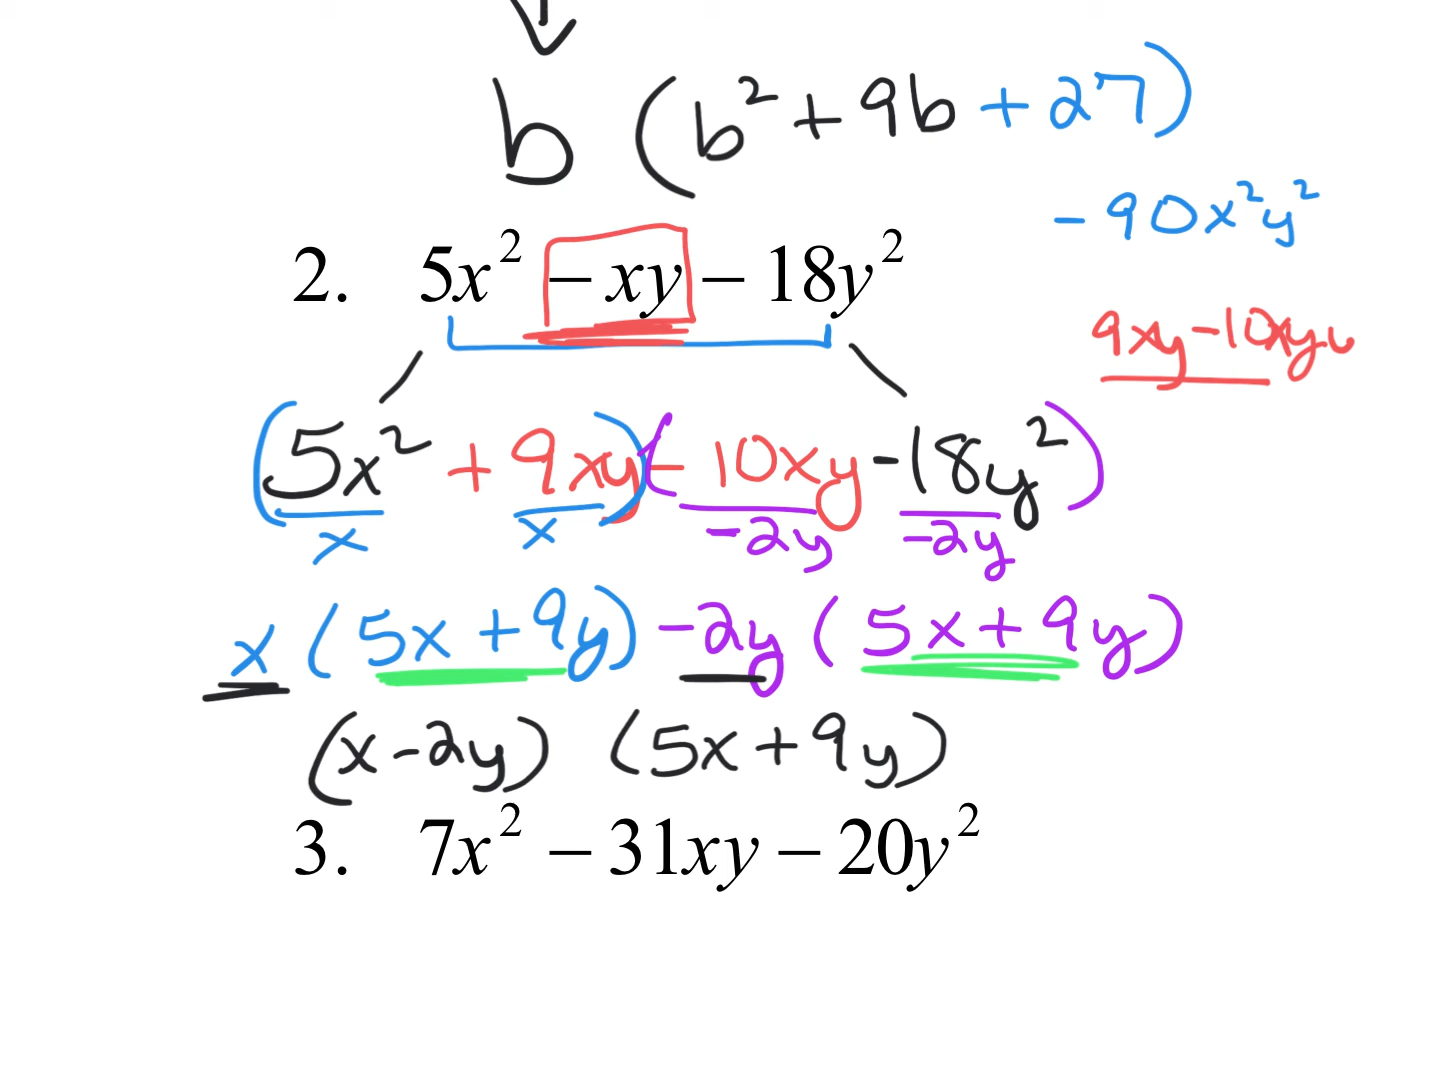 b (b² + 9b + 27)
- 90x²y²
2. 5x² - xy - 18y²
9xy - 10xy
(5x² + 9xy)(- 10xy - 18y²)
x x -2y -2y
x (5x + 9y) - 2y (5x + 9y)
(x - 2y) (5x + 9y)
3. 7x² - 31xy - 20y²